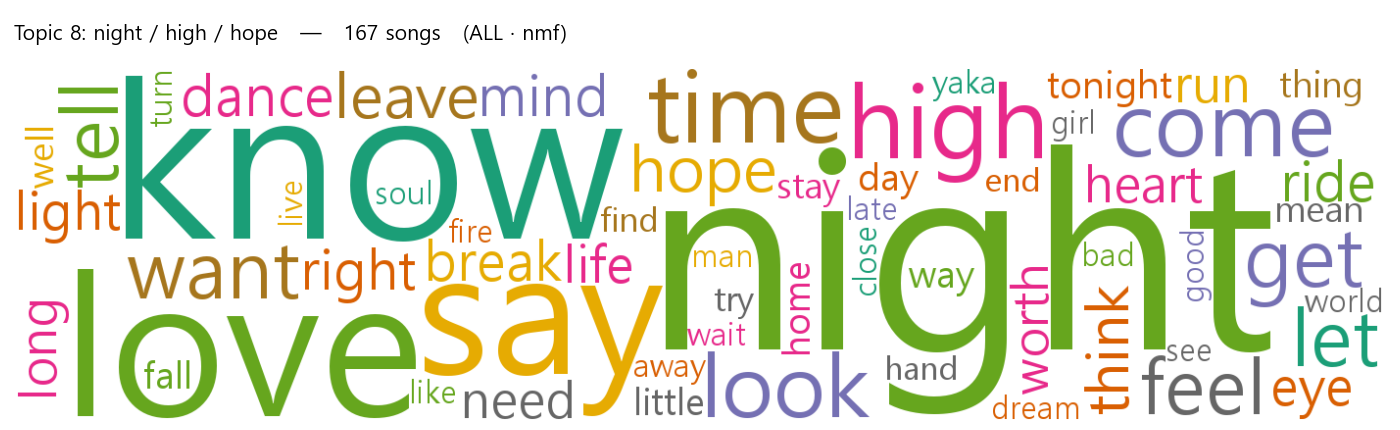 Topic 8: night / high / hope — 167 songs (ALL · nmf)
tell
turn
dance
leave
mind
time
high
yaka
tonight
run
thing
well
know
hope
girl
come
light
live
soul
stay
day
end
heart
ride
fire
find
late
mean
want
right
break
life
night
man
close
way
bad
good
get
long
love
say
try
home
worth
think
world
wait
let
fall
away
look
hand
see
like
need
little
dream
feel
eye